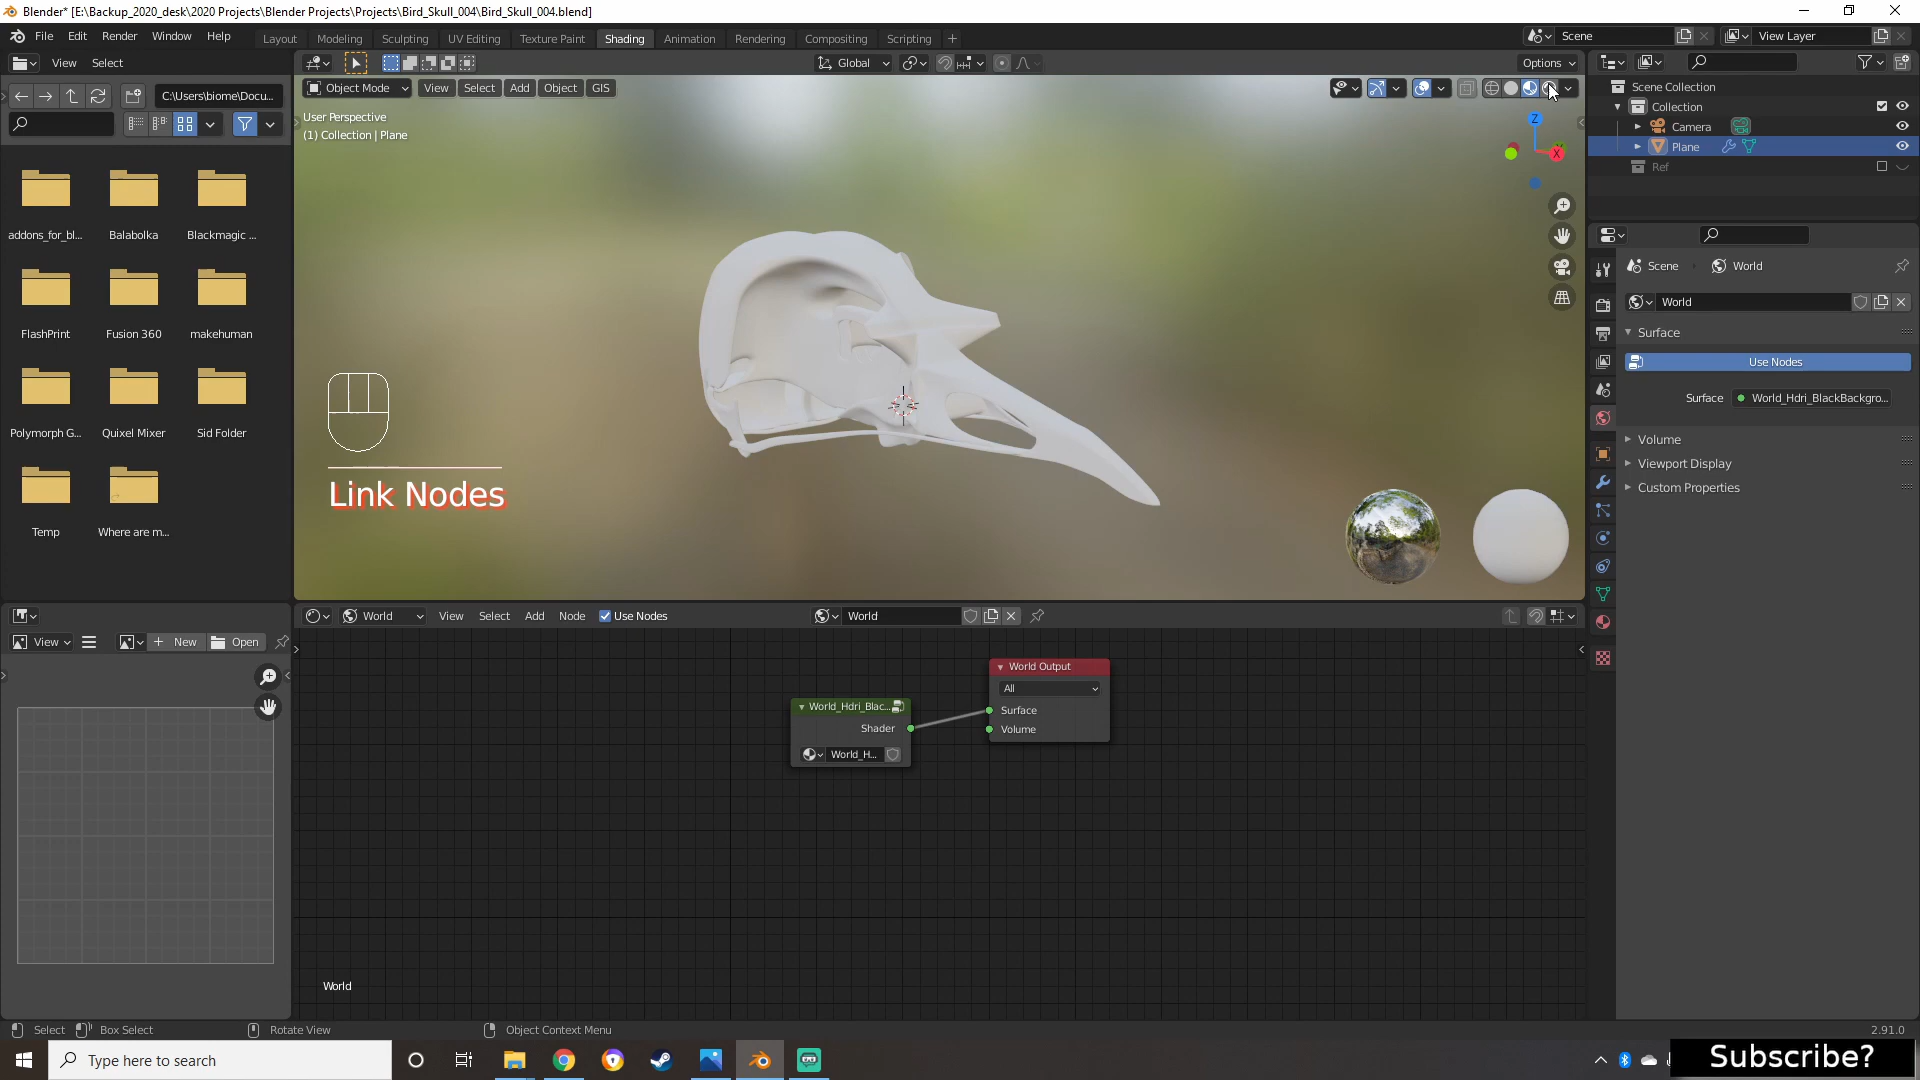 Blender* [E:\Backup_2020_desk\2020 Projects\Blender Projects\Projects\Bird_Skull_004\Bird_Skull_004.blend]
File Edit Render Window Help Layout Modeling Sculpting UV Editing Texture Paint Shading Animation Rendering Compositing Scripting Scene View Layer
View Select Global Options
C:\Users\biome\Docu... Object Mode View Select Add Object GIS
Scene Collection
Collection
Camera
Plane
Ref
User Perspective
(1) Collection | Plane
Z
X
addons_for_bl... Balabolka Blackmagic ...
FlashPrint Fusion 360 makehuman
Polymorph G... Quixel Mixer Sid Folder
Temp Where are m...
Link Nodes
Scene World
World
Surface
Use Nodes
Surface World_Hdri_BlackBackgro...
Volume
Viewport Display
Custom Properties
World View Select Add Node Use Nodes World
View New Open
World Output
All
Surface
Volume
World_Hdri_Blac...
Shader
World_H...
World
Select Box Select Rotate View Object Context Menu 2.91.0
Type here to search
Subscribe?